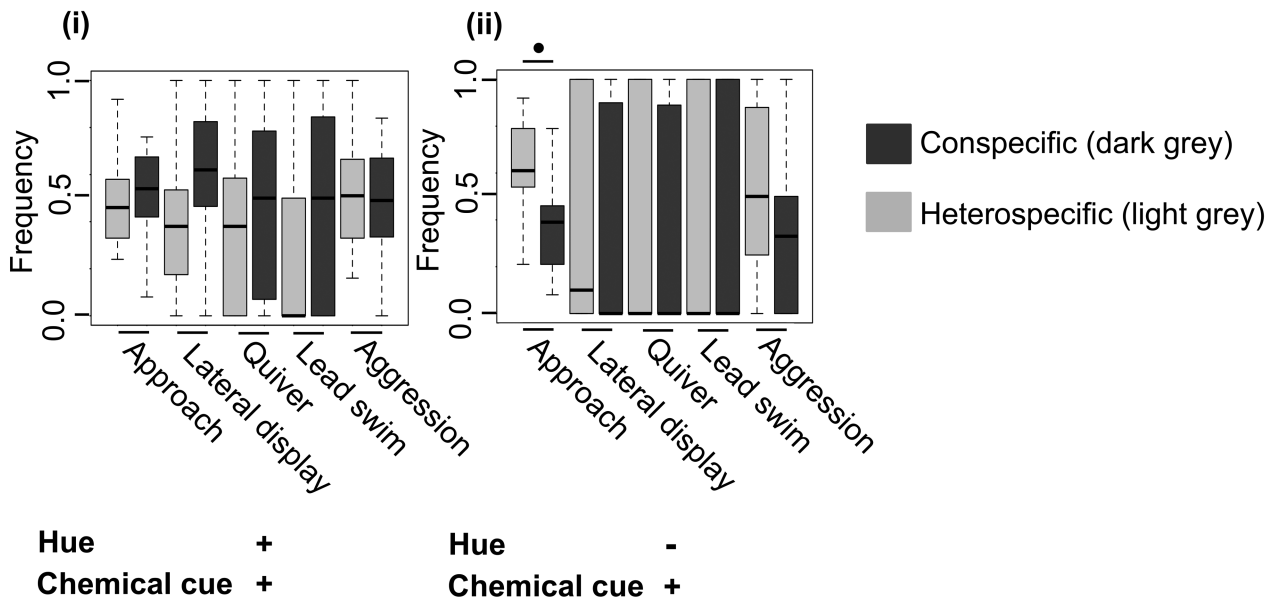 (i)
Frequency
1.0
0.5
0.0
Approach
Lateral display
Quiver
Lead swim
Aggression
Hue +
Chemical cue +
(ii)
Frequency
1.0
0.5
0.0
Approach
Lateral display
Quiver
Lead swim
Aggression
Hue -
Chemical cue +
Conspecific (dark grey)
Heterospecific (light grey)